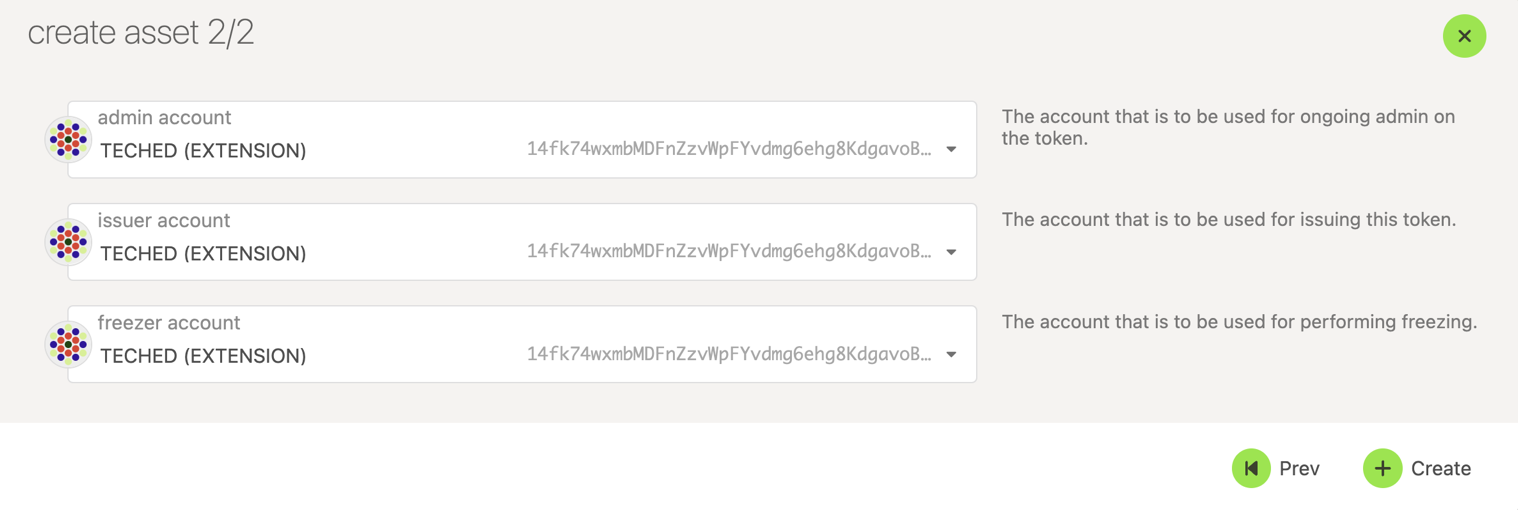 create asset 2/2
admin account
TECHED (EXTENSION) 14fk74wxmbMDFnZzvWpFYvdmg6ehg8KdgavoB…
The account that is to be used for ongoing admin on
the token.
issuer account
TECHED (EXTENSION) 14fk74wxmbMDFnZzvWpFYvdmg6ehg8KdgavoB…
The account that is to be used for issuing this token.
freezer account
TECHED (EXTENSION) 14fk74wxmbMDFnZzvWpFYvdmg6ehg8KdgavoB…
The account that is to be used for performing freezing.
Prev Create